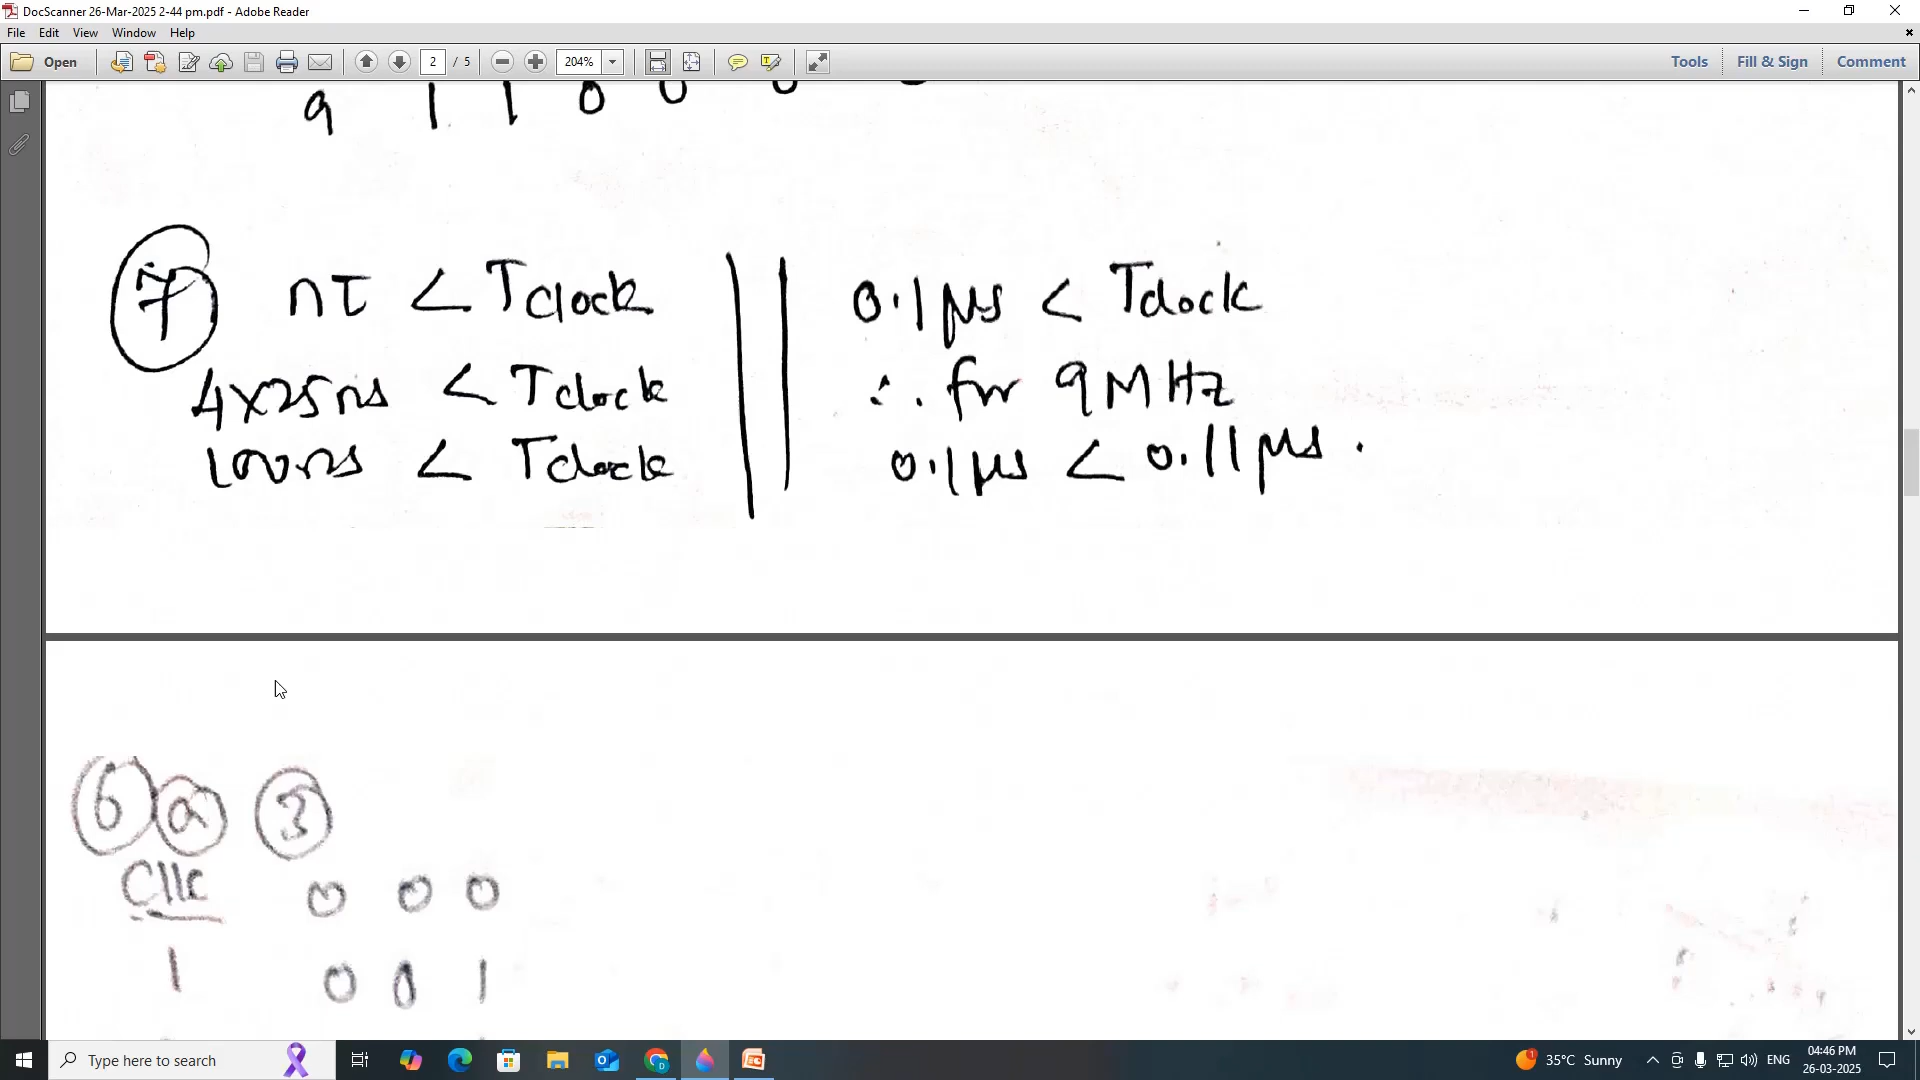 DocScanner 26-Mar-2025 2-44 pm.pdf - Adobe Reader
File Edit View Window Help
Open 2 / 5 204% Tools Fill & Sign Comment
9 1 1 0 0 0
7 nτ < Tclock
4x25ns < Tclock
100ns < Tclock
0.1μs < Tclock
∴ for 9MHz
0.1μs < 0.11μs.
6 a 3
Cllc 0 0 0
1 0 0 1
Type here to search 35°C Sunny ENG 04:46 PM
26-03-2025